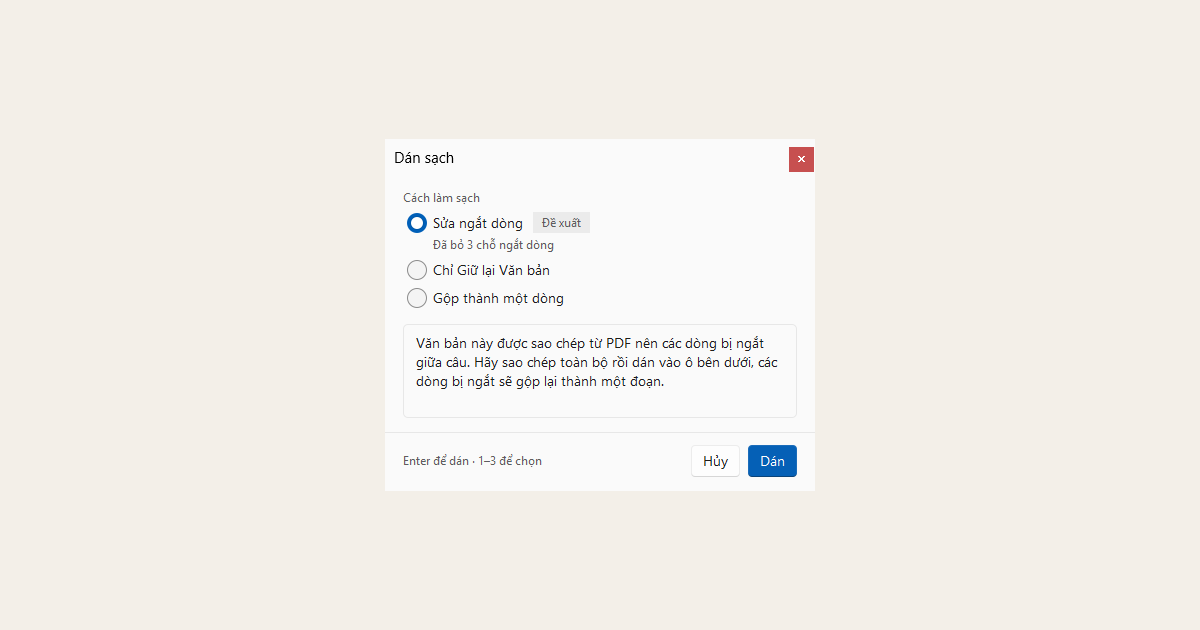 Dán sạch
Cách làm sạch
Sửa ngắt dòng Đề xuất
Đã bỏ 3 chỗ ngắt dòng
Chỉ Giữ lại Văn bản
Gộp thành một dòng
Văn bản này được sao chép từ PDF nên các dòng bị ngắt
giữa câu. Hãy sao chép toàn bộ rồi dán vào ô bên dưới, các
dòng bị ngắt sẽ gộp lại thành một đoạn.
Enter để dán · 1–3 để chọn
Hủy
Dán